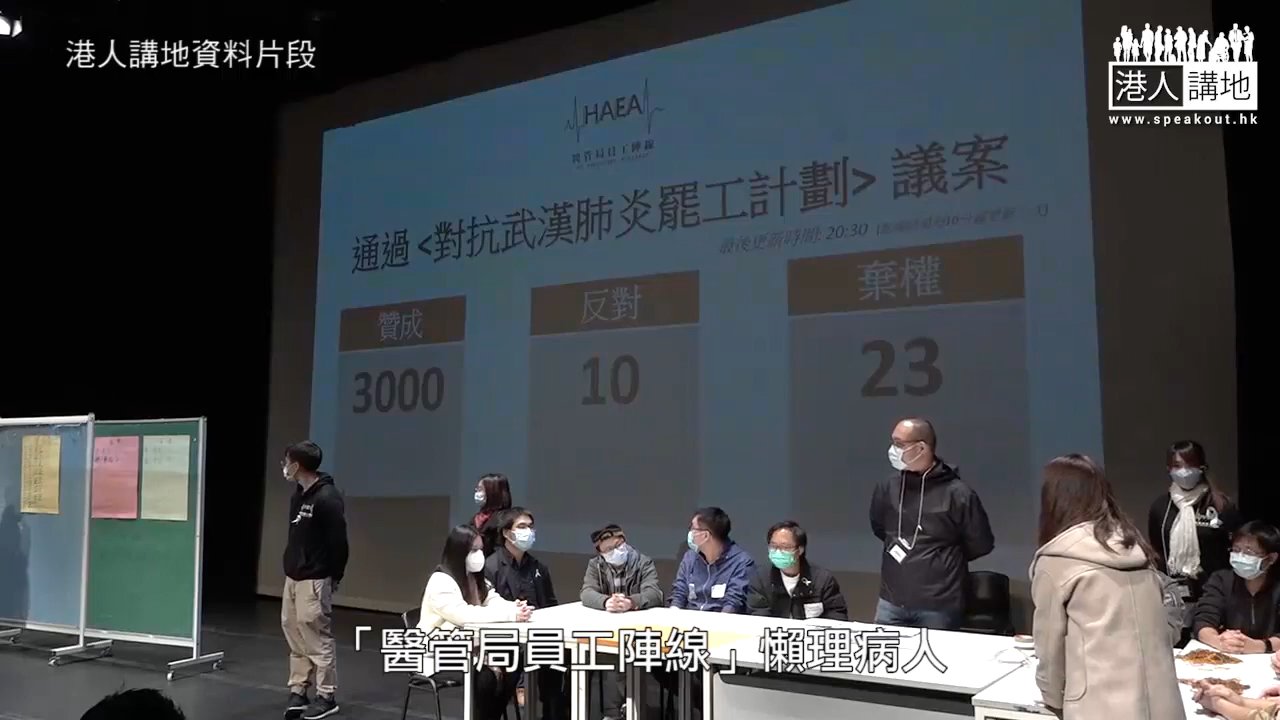 港人講地資料片段
港人講地
www.speakout.hk
HAEA
醫管局員工陣線
通過 <對抗武漢肺炎罷工計劃> 議案
最後更新時間: 20:30
贊成
反對
棄權
3000
10
23
「醫管局員工陣線」懶理病人